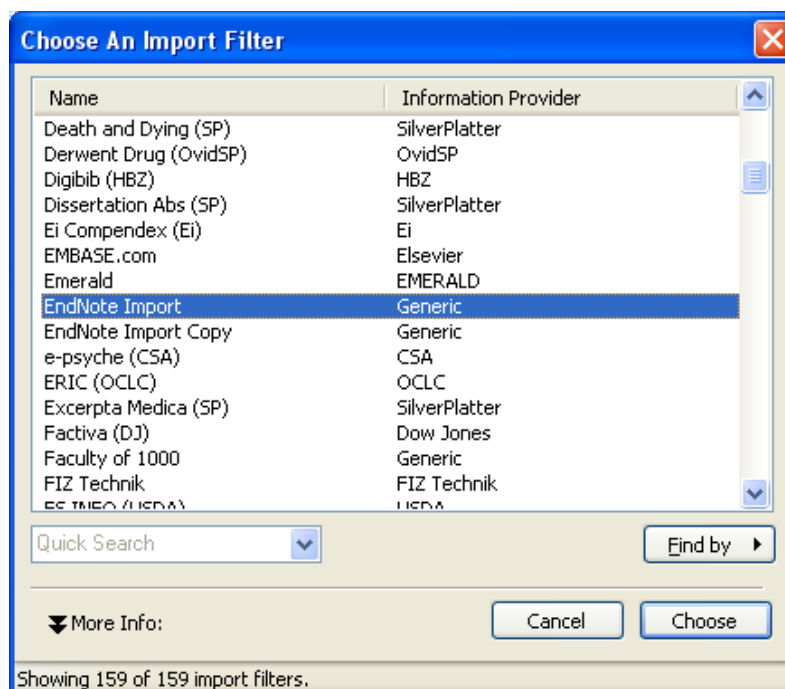 Choose An Import Filter
Name Information Provider
Death and Dying (SP) SilverPlatter
Derwent Drug (OvidSP) OvidSP
Digibib (HBZ) HBZ
Dissertation Abs (SP) SilverPlatter
Ei Compendex (Ei) Ei
EMBASE.com Elsevier
Emerald EMERALD
EndNote Import Generic
EndNote Import Copy Generic
e-psyche (CSA) CSA
ERIC (OCLC) OCLC
Excerpta Medica (SP) SilverPlatter
Factiva (DJ) Dow Jones
Faculty of 1000 Generic
FIZ Technik FIZ Technik
INFO (USDA) USDA
Quick Search Find by
More Info: Cancel Choose
Showing 159 of 159 import filters.